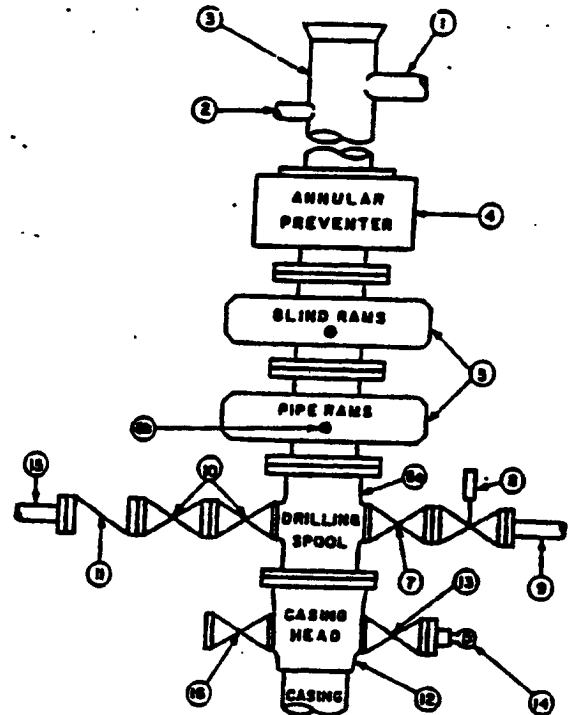 3
1
2
ANNULAR
PREVENTER
4
BLIND RAMS
5
PIPE RAMS
15
10
8
DRILLING
SPOOL
11
7
13
9
CASING
HEAD
16
12
14
CASING